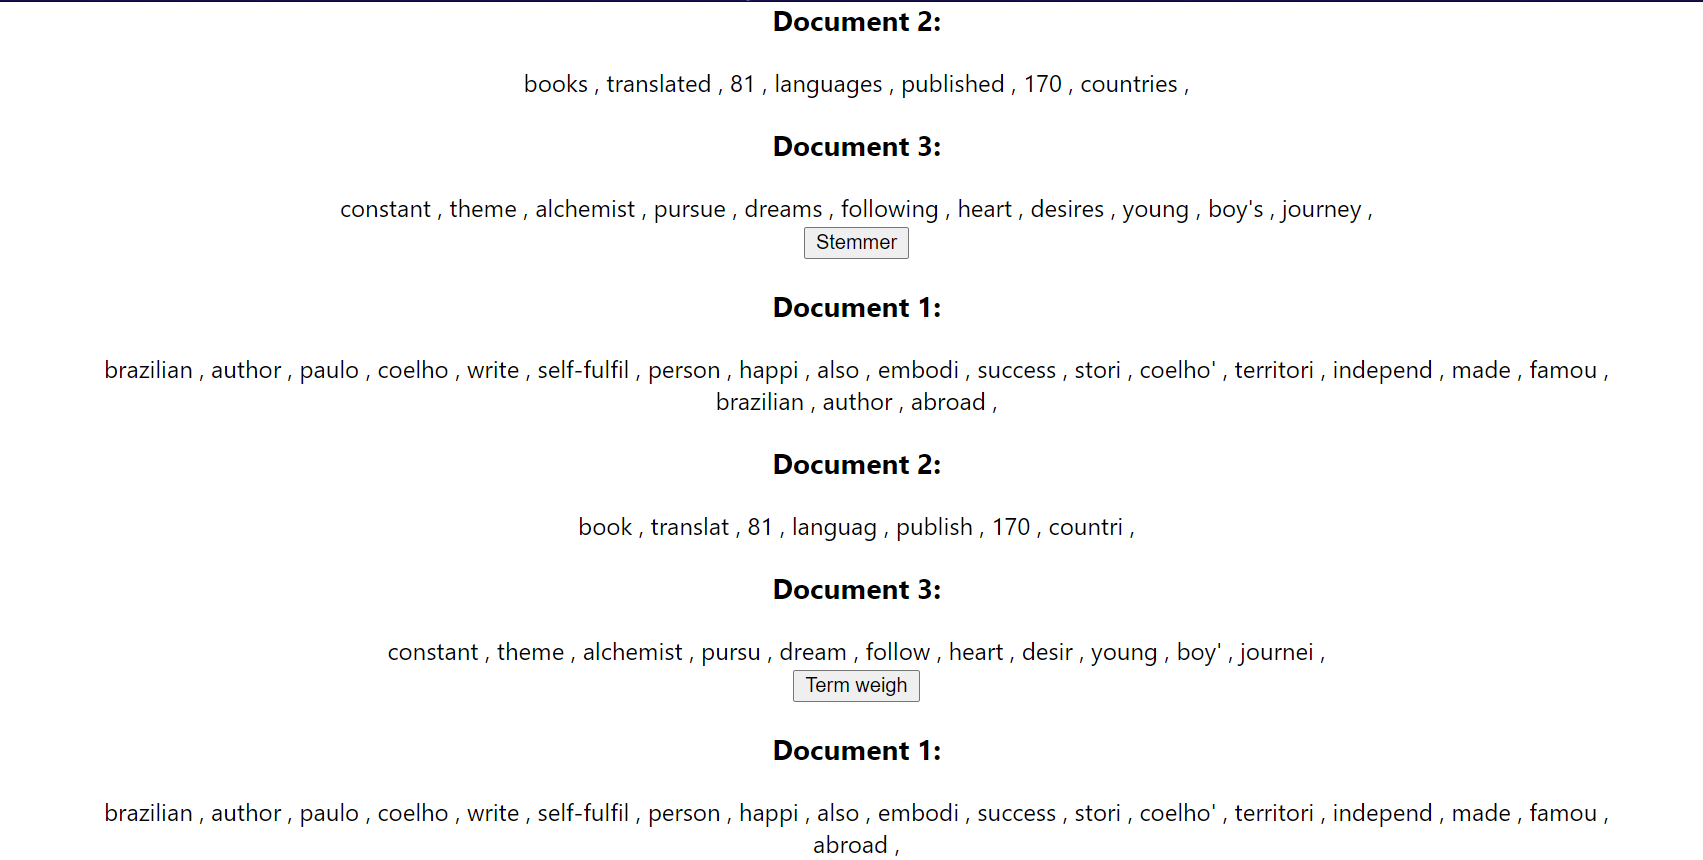 Document 2:
books , translated , 81 , languages , published , 170 , countries ,
Document 3:
constant , theme , alchemist , pursue , dreams , following , heart , desires , young , boy's , journey ,
Stemmer
Document 1:
brazilian , author , paulo , coelho , write , self-fulfil , person , happi , also , embodi , success , stori , coelho' , territori , independ , made , famou ,
brazilian , author , abroad ,
Document 2:
book , translat , 81 , languag , publish , 170 , countri ,
Document 3:
constant , theme , alchemist , pursu , dream , follow , heart , desir , young , boy' , journei ,
Term weigh
Document 1:
brazilian , author , paulo , coelho , write , self-fulfil , person , happi , also , embodi , success , stori , coelho' , territori , independ , made , famou ,
abroad ,